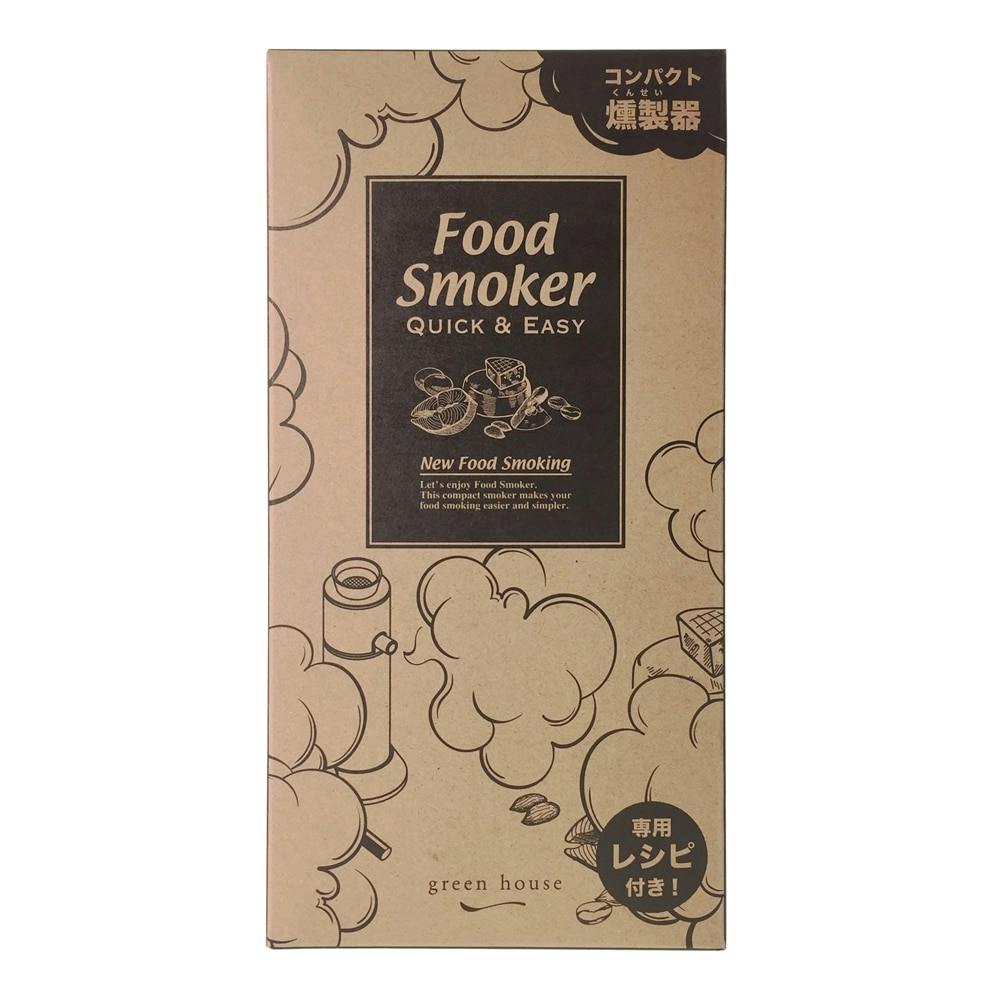 コンパクト
くんせい
燻製器
Food
Smoker
QUICK & EASY
New Food Smoking
Let's enjoy Food Smoker.
This compact smoker makes your
food smoking easier and simpler.
専用
レシピ
付き!
green house